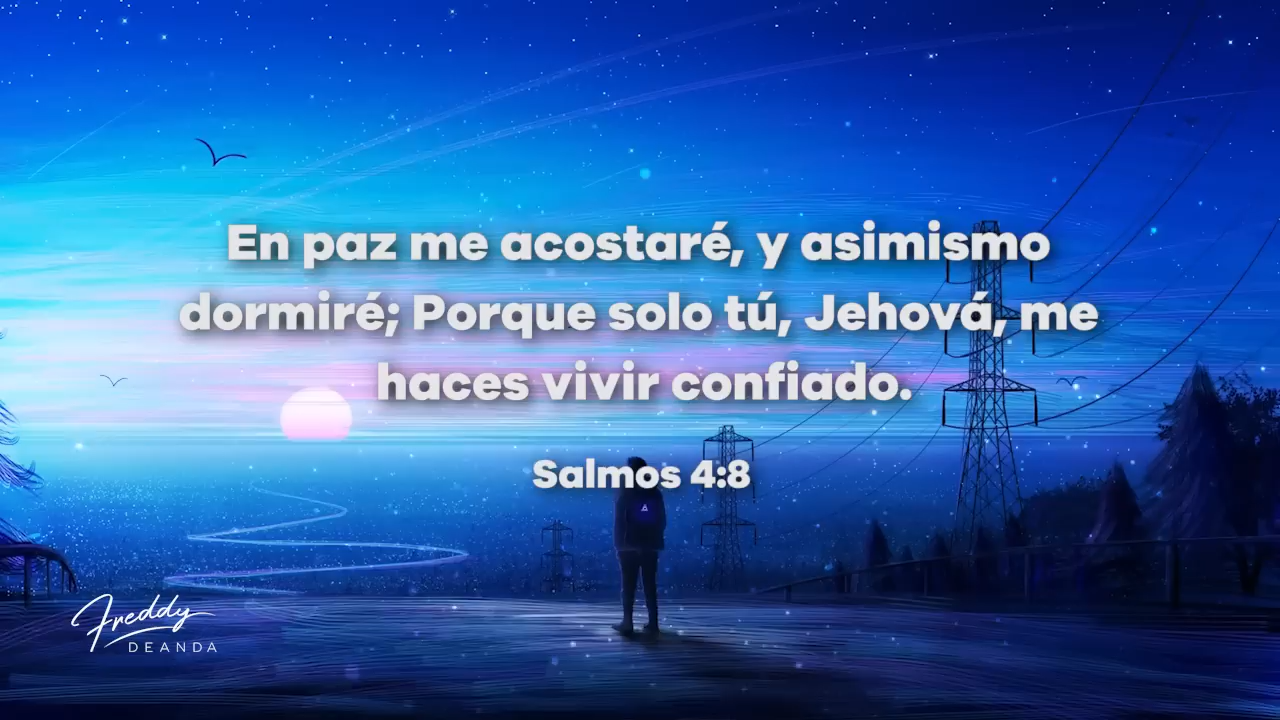 En paz me acostaré, y asimismo
dormiré; Porque solo tú, Jehová, me
haces vivir confiado.
Salmos 4:8
Freddy
DEANDA